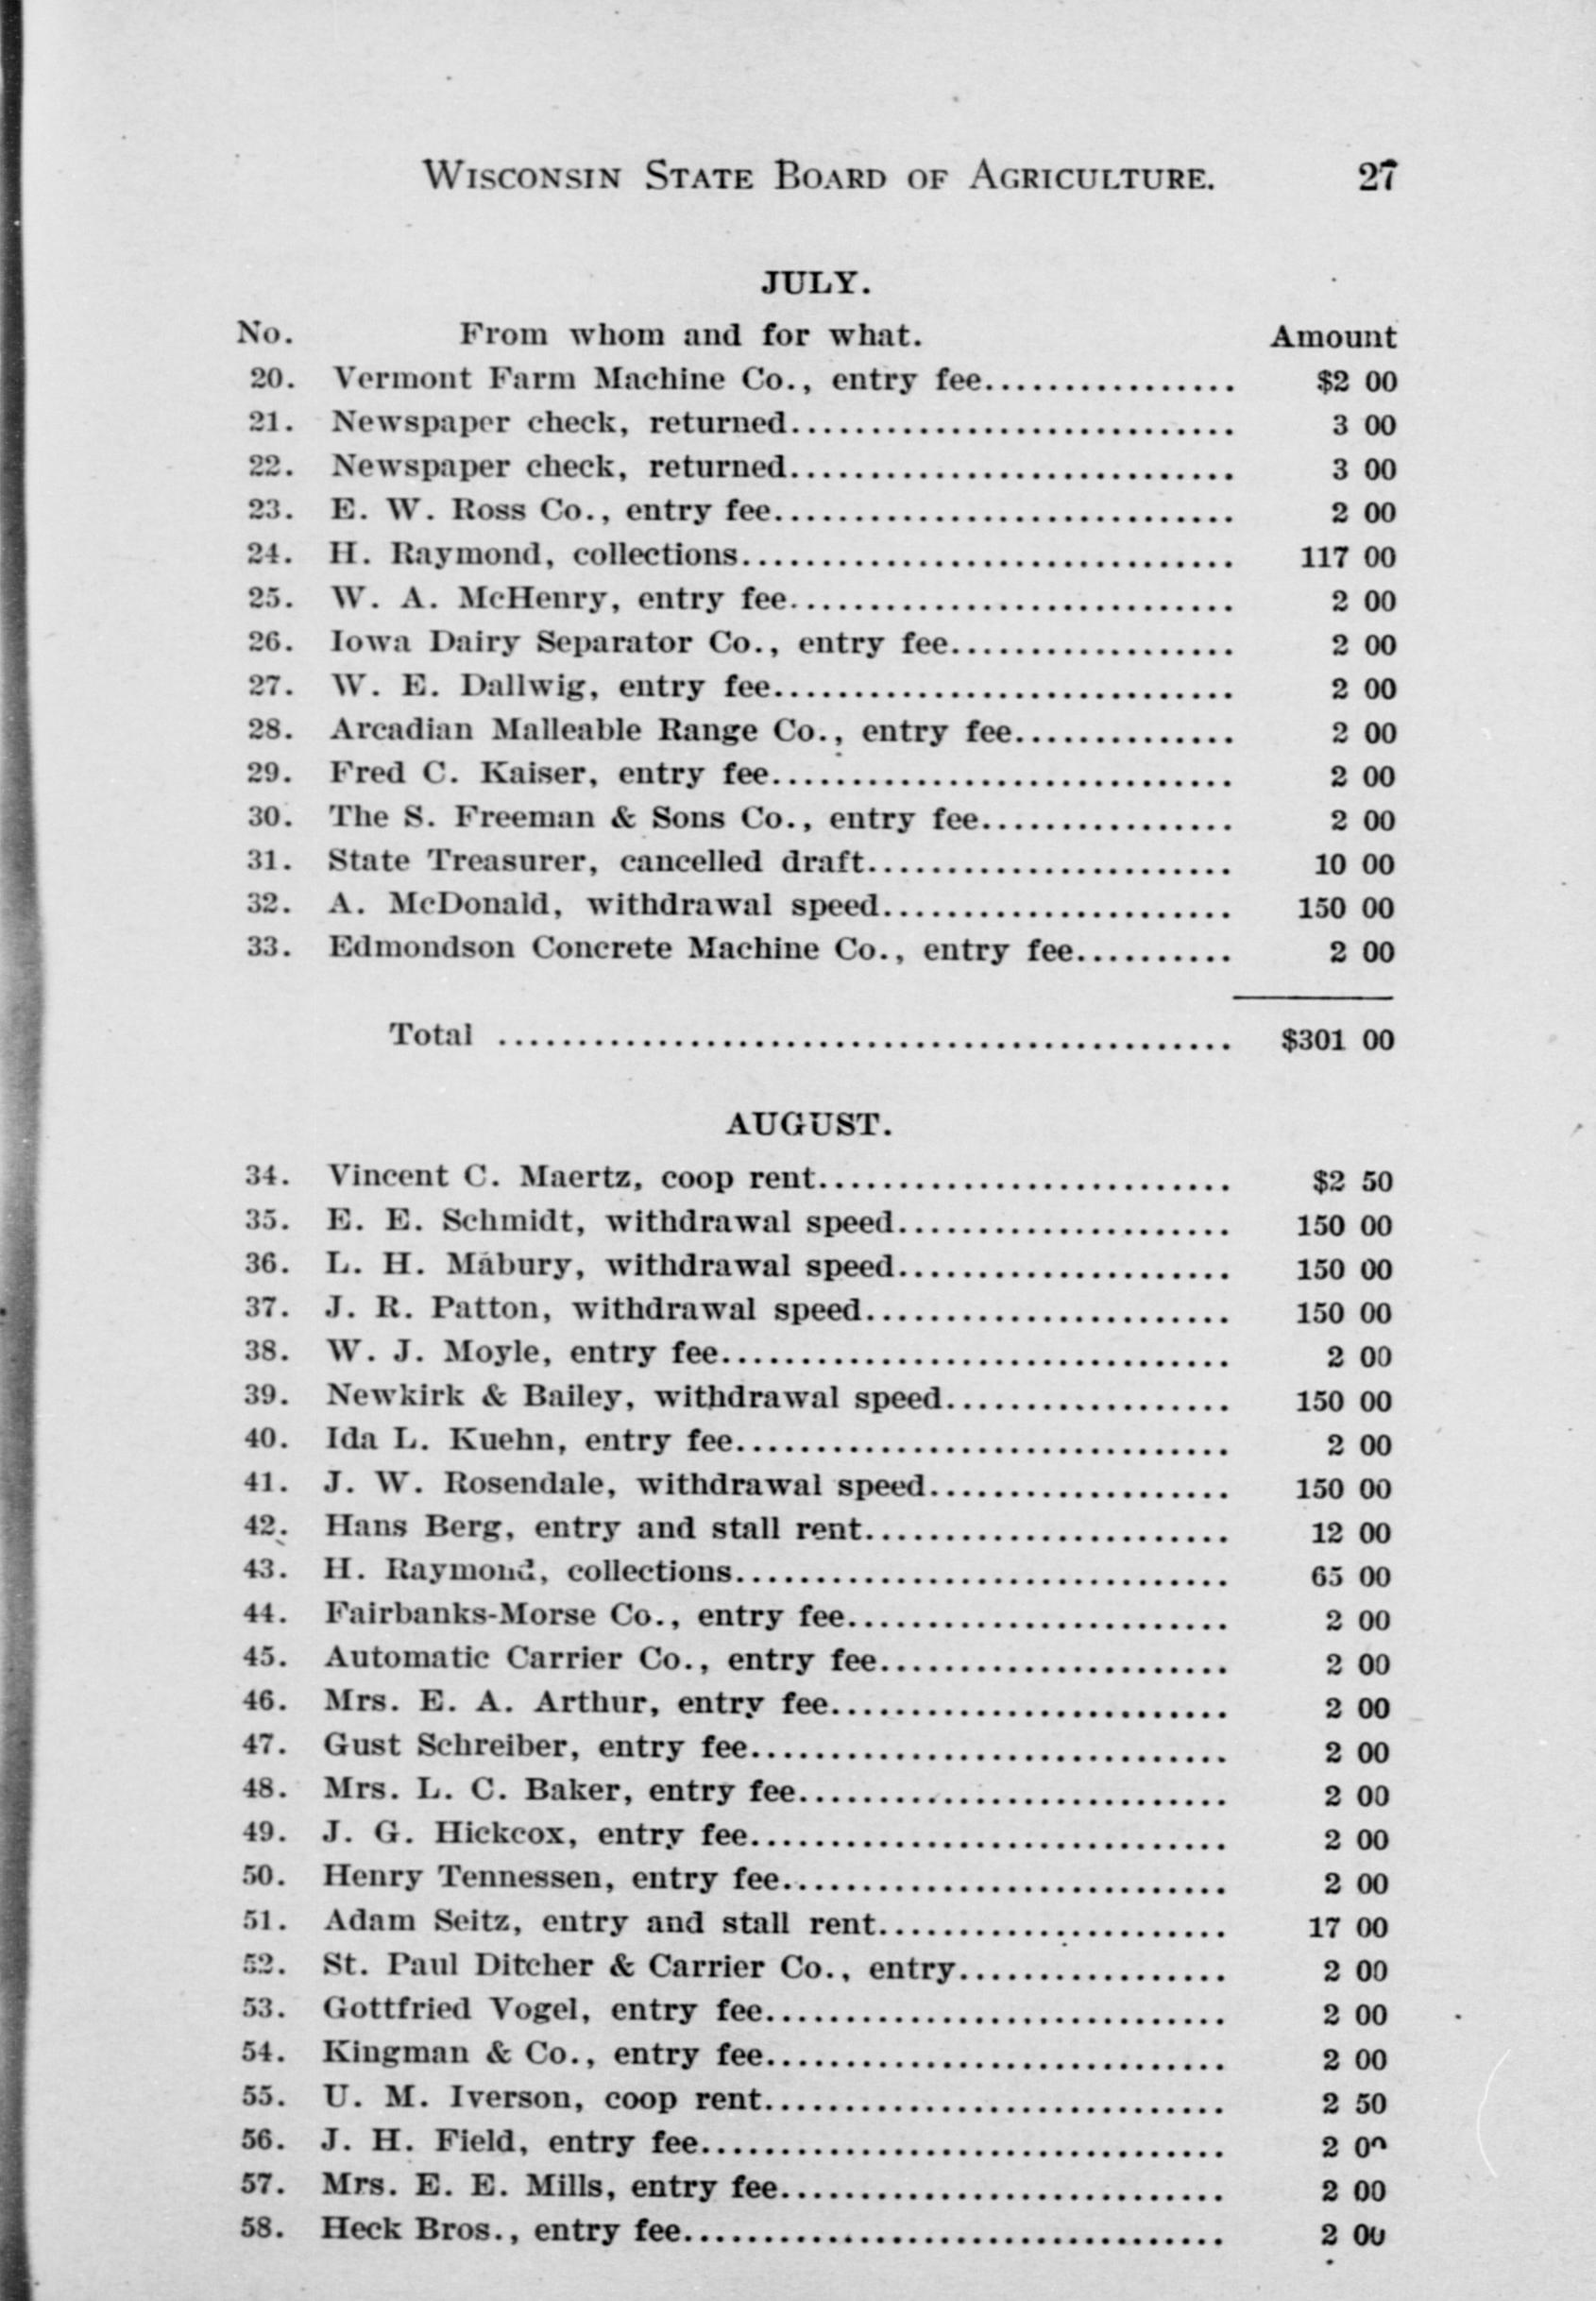 WISCONSIN STATE BOARD OF AGRICULTURE. 27
JULY.
No. From whom and for what. Amount
20. Vermont Farm Machine Co., entry fee................ $2 00
21. Newspaper check, returned............................ 3 00
22. Newspaper check, returned............................ 3 00
23. E. W. Ross Co., entry fee............................. 2 00
24. H. Raymond, collections............................... 117 00
25. W. A. McHenry, entry fee............................ 2 00
26. Iowa Dairy Separator Co., entry fee.................. 2 00
27. W. E. Dallwig, entry fee............................. 2 00
28. Arcadian Malleable Range Co., entry fee.............. 2 00
29. Fred C. Kaiser, entry fee............................. 2 00
30. The S. Freeman & Sons Co., entry fee................ 2 00
31. State Treasurer, cancelled draft....................... 10 00
32. A. McDonald, withdrawal speed...................... 150 00
33. Edmondson Concrete Machine Co., entry fee.......... 2 00
Total .............................................. $301 00
AUGUST.
34. Vincent C. Maertz, coop rent.......................... $2 50
35. E. E. Schmidt, withdrawal speed..................... 150 00
36. L. H. Mabury, withdrawal speed..................... 150 00
37. J. R. Patton, withdrawal speed....................... 150 00
38. W. J. Moyle, entry fee................................ 2 00
39. Newkirk & Bailey, withdrawal speed.................. 150 00
40. Ida L. Kuehn, entry fee............................... 2 00
41. J. W. Rosendale, withdrawal speed................... 150 00
42. Hans Berg, entry and stall rent....................... 12 00
43. H. Raymond, collections............................... 65 00
44. Fairbanks-Morse Co., entry fee........................ 2 00
45. Automatic Carrier Co., entry fee...................... 2 00
46. Mrs. E. A. Arthur, entry fee......................... 2 00
47. Gust Schreiber, entry fee.............................. 2 00
48. Mrs. L. C. Baker, entry fee........................... 2 00
49. J. G. Hickcox, entry fee.............................. 2 00
50. Henry Tennessen, entry fee............................ 2 00
51. Adam Seitz, entry and stall rent...................... 17 00
52. St. Paul Ditcher & Carrier Co., entry................. 2 00
53. Gottfried Vogel, entry fee............................. 2 00
54. Kingman & Co., entry fee............................. 2 00
55. U. M. Iverson, coop rent............................. 2 50
56. J. H. Field, entry fee................................. 2 00
57. Mrs. E. E. Mills, entry fee............................ 2 00
58. Heck Bros., entry fee.................................. 2 00